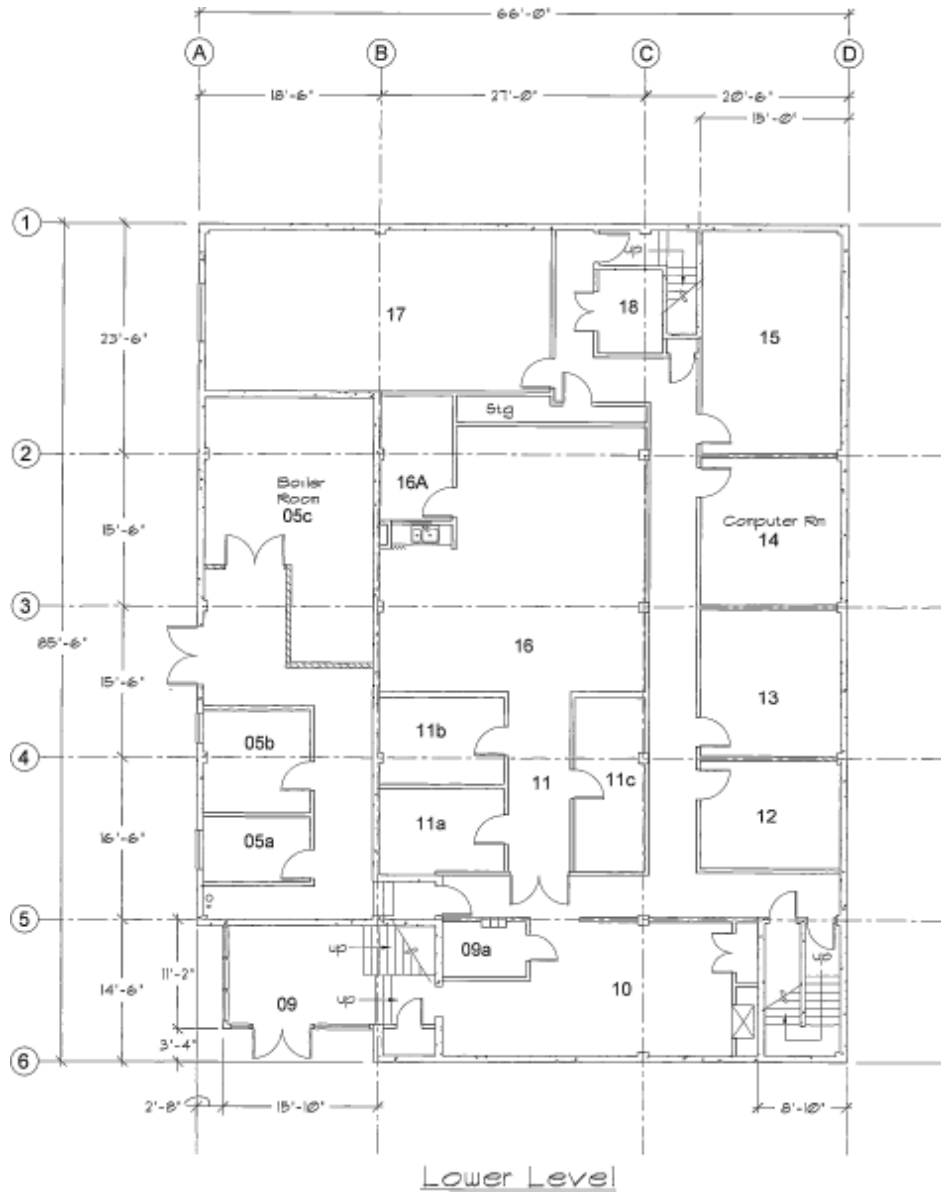 66'-0"
A B C D
18'-6" 27'-0" 20'-6"
15'-0"
1
up
17 18
23'-6" 15
Stg
2
16A
Boiler
Room
05c
Computer Rm
14
15'-6"
3
85'-6"
16
15'-6" 13
05b 11b
4
11 11c
12
05a 11a
16'-6"
5
up 09a up
11'-2"
14'-6" 09 up 10
3'-4"
6
2'-8" 15'-10" 8'-10"
Lower Level